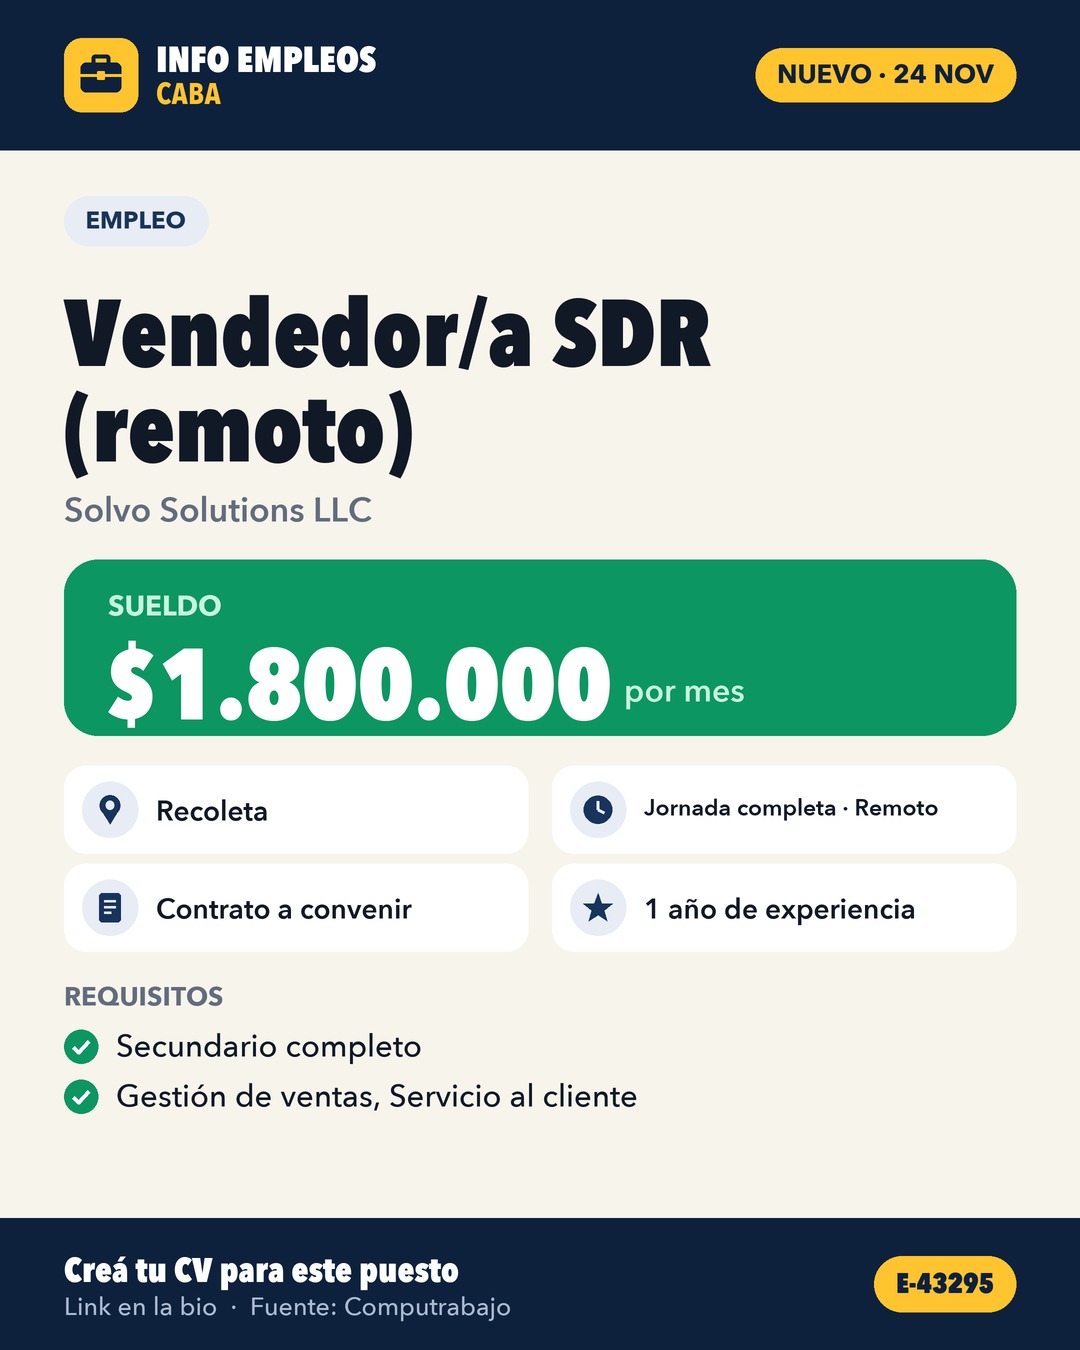 INFO EMPLEOS
CABA
NUEVO · 24 NOV
EMPLEO
Vendedor/a SDR
(remoto)
Solvo Solutions LLC
SUELDO
$1.800.000 por mes
Recoleta
Jornada completa · Remoto
Contrato a convenir
1 año de experiencia
REQUISITOS
Secundario completo
Gestión de ventas, Servicio al cliente
Creá tu CV para este puesto
Link en la bio · Fuente: Computrabajo
E-43295